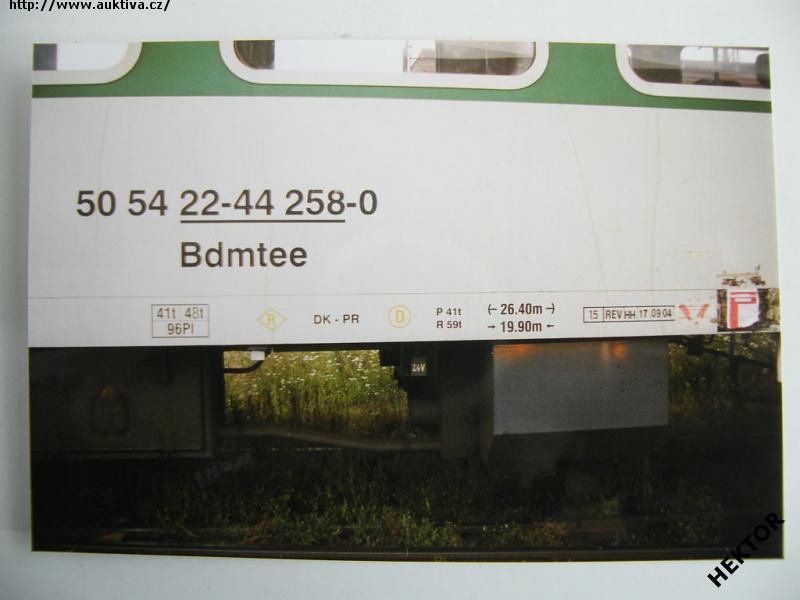 http://www.auktiva.cz/
50 54 22-44 258-0
Bdmtee
41t 48t
96Pl
R
DK - PR
D
P 41t
R 59t
26.40m
→ 19.90m ←
15 REV HH 17.09.04
P
24V
HEKTOR